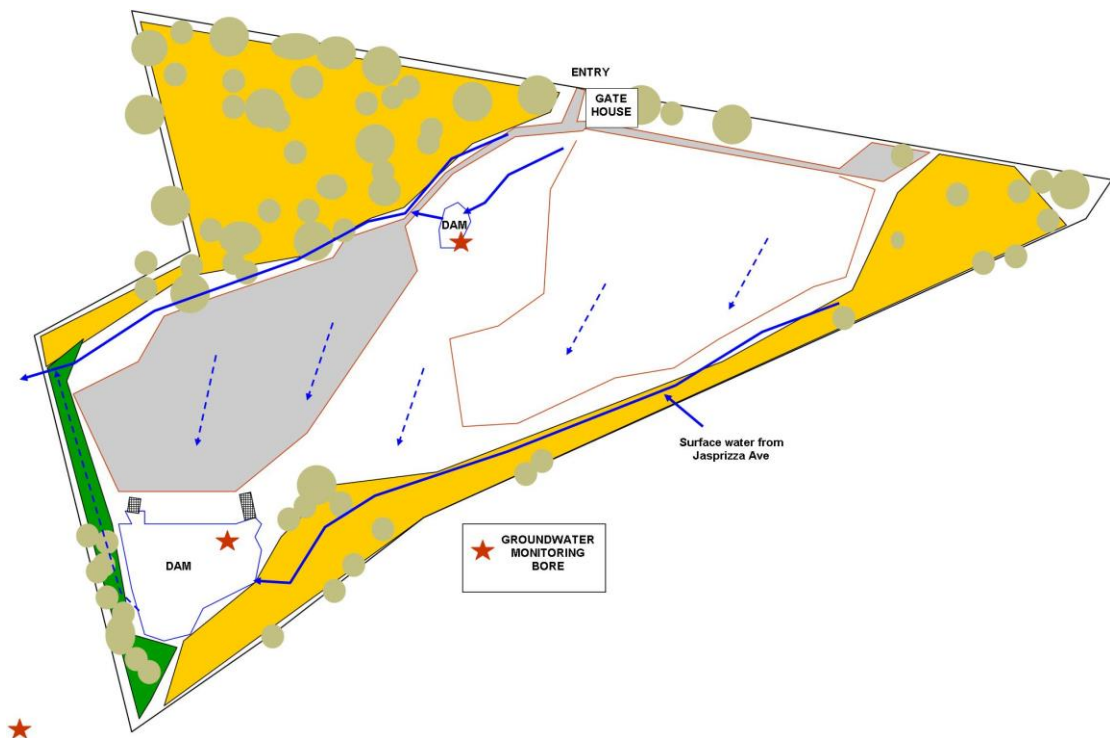 ENTRY
GATE
HOUSE
DAM
Surface water from
Jasprizza Ave
GROUNDWATER
MONITORING
BORE
DAM